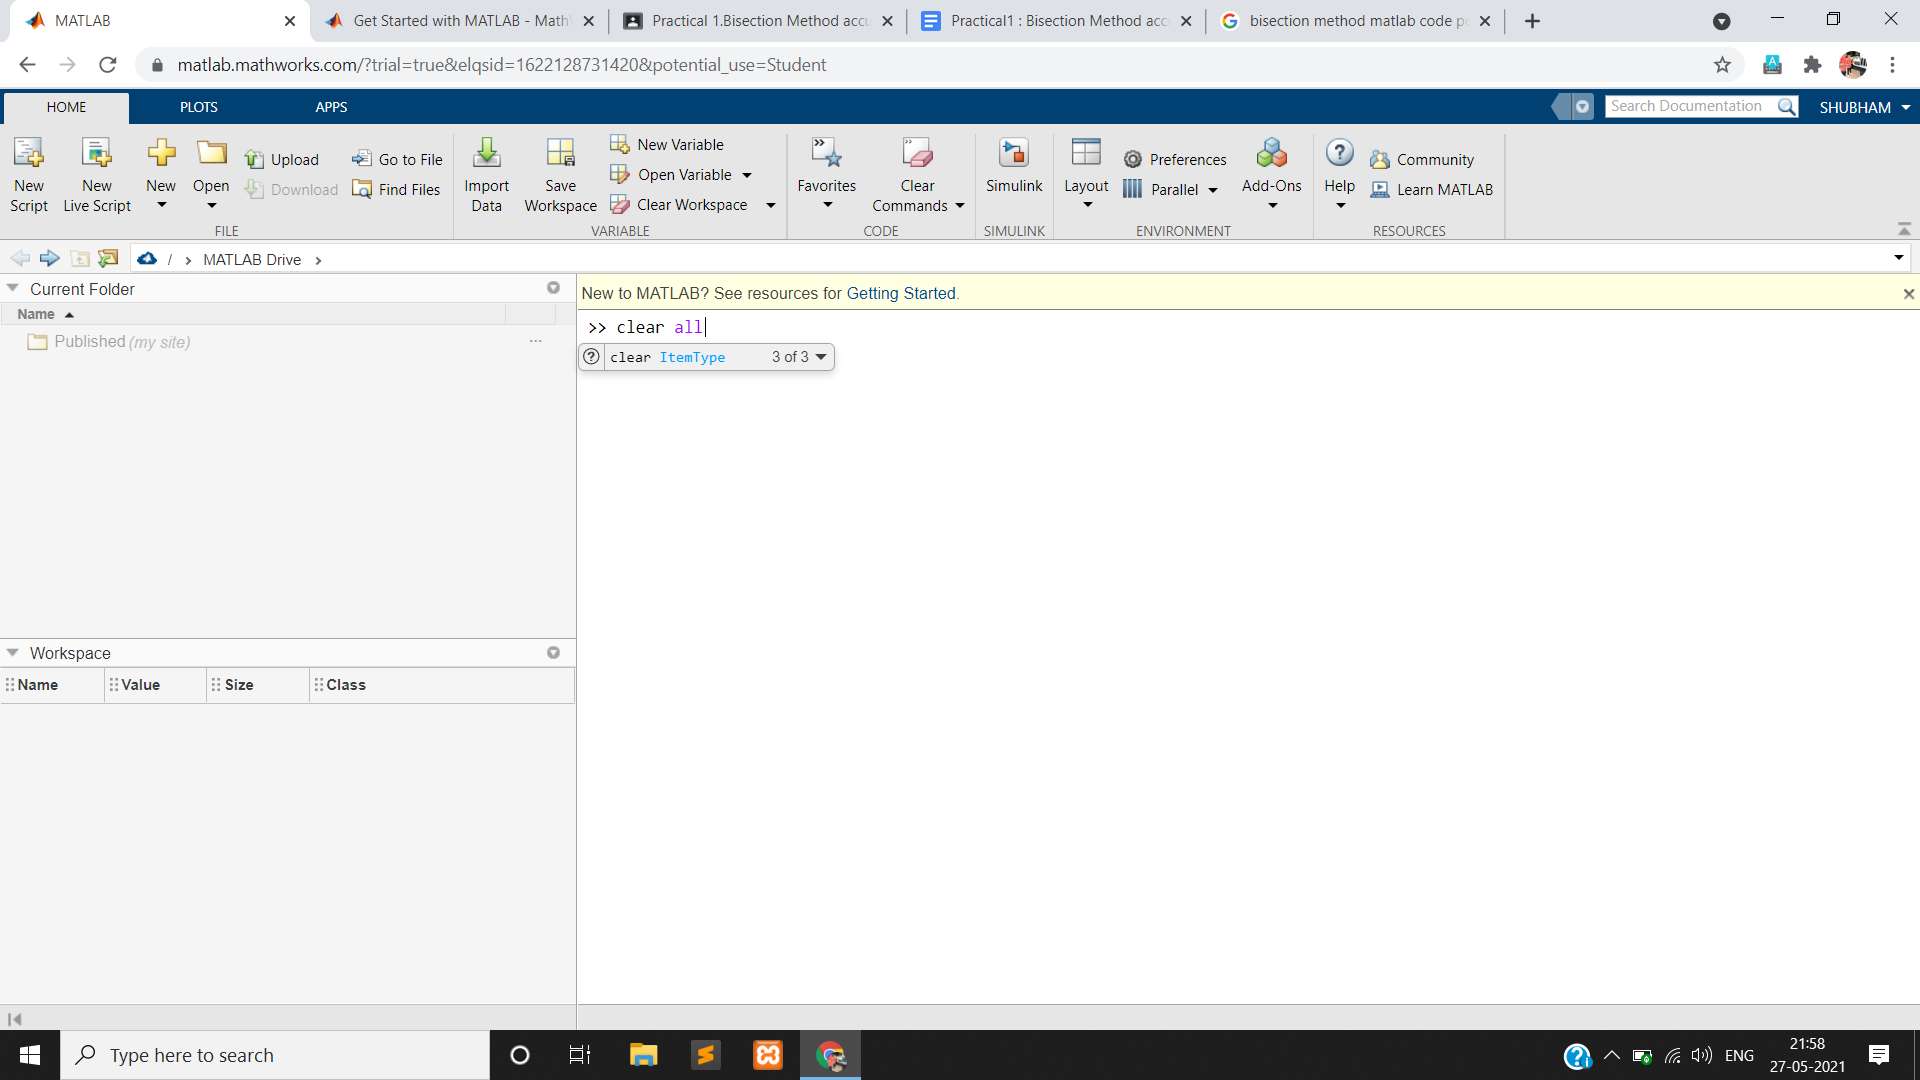 MATLAB
Get Started with MATLAB - Math
Practical 1.Bisection Method accu
Practical1 : Bisection Method acc
bisection method matlab code p
matlab.mathworks.com/?trial=true&elqsid=1622128731420&potential_use=Student
HOME PLOTS APPS
Search Documentation SHUBHAM
New Script
New Live Script
New
Open
Upload
Download
Go to File
Find Files
FILE
Import Data
Save Workspace
New Variable
Open Variable
Clear Workspace
VARIABLE
Favorites
Clear Commands
CODE
Simulink
SIMULINK
Layout
Preferences
Parallel
Add-Ons
ENVIRONMENT
Help
Community
Learn MATLAB
RESOURCES
/ › MATLAB Drive ›
Current Folder
Name
Published (my site) ...
New to MATLAB? See resources for Getting Started.
>> clear all
clear ItemType 3 of 3
Workspace
Name Value Size Class
Type here to search
ENG
21:58
27-05-2021